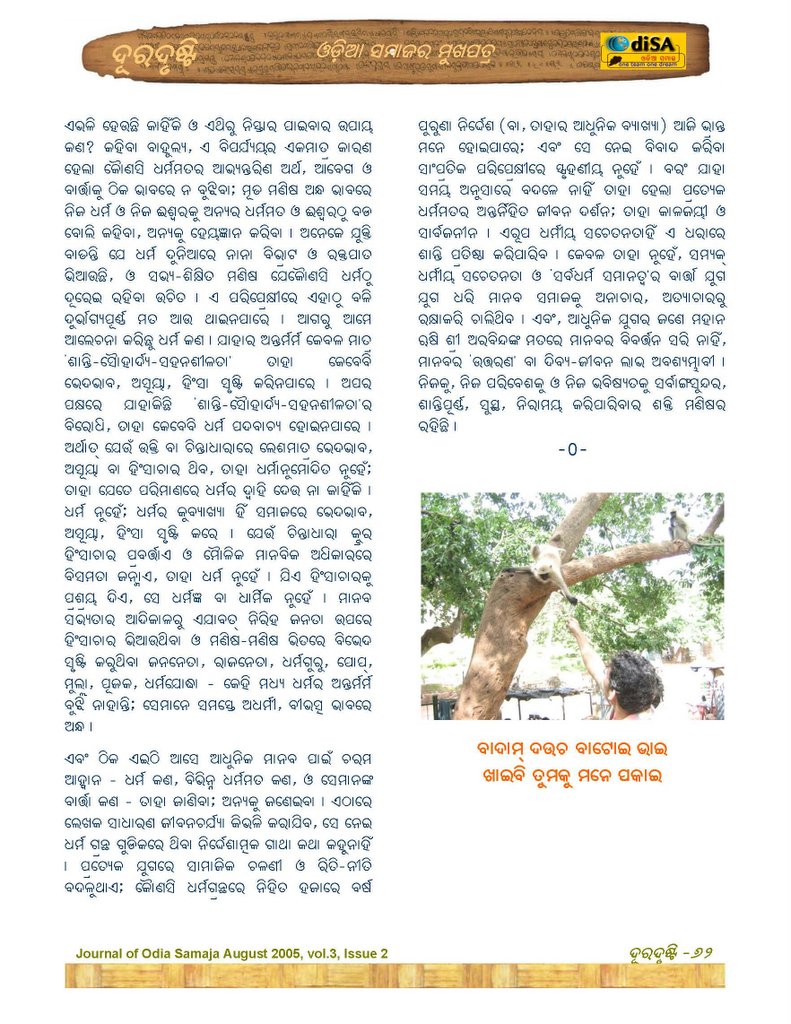 ଦୂରଦୃଷ୍ଟି
ଓଡ଼ିଆ ସମାଜର ମୁଖପତ୍ର
diSA
ଓଡ଼ିଆ ସମାଜ
one team one dream
ଏଭଳି ହେଉଛି କାହିଁକି ଓ ଏଥିରୁ ନିସ୍ତାର ପାଇବାର ଉପାୟ
କଣ? କହିବା ବାହୁଲ୍ୟ, ଏ ବିପର୍ଯ୍ୟୟର ଏକମାତ୍ର କାରଣ
ହେଲା କୌଣସି ଧର୍ମମତର ଆଭ୍ୟନ୍ତରିଣ ଅର୍ଥ, ଆବେଗ ଓ
ବାର୍ତ୍ତାକୁ ଠିକ ଭାବରେ ନ ବୁଝିବା; ମୂଢ ମଣିଷ ଅନ୍ଧ ଭାବରେ
ନିଜ ଧର୍ମ ଓ ନିଜ ଈଶ୍ୱରକୁ ଅନ୍ୟର ଧର୍ମମତ ଓ ଈଶ୍ୱରଠୁ ବଡ
ବୋଲି କହିବା, ଅନ୍ୟକୁ ହେୟଜ୍ଞାନ କରିବା । ଅନେକେ ଯୁକ୍ତି
ବାଡନ୍ତି ଯେ ଧର୍ମ ଦୁନିଆରେ ନାନା ବିଭ୍ରାଟ ଓ ରକ୍ତପାତ
ଭିଆଉଛି, ଓ ସଭ୍ୟ-ଶିକ୍ଷିତ ମଣିଷ ଯେକୌଣସି ଧର୍ମଠୁ
ଦୂରେଇ ରହିବା ଉଚିତ । ଏ ପରିପ୍ରେକ୍ଷୀରେ ଏହାଠୁ ବଳି
ଦୁର୍ଭାଗ୍ୟପୂର୍ଣ୍ଣ ମତ ଆଉ ଥାଇନପାରେ । ଆଗରୁ ଆମେ
ଆଲେଚନା କରିଛୁ ଧର୍ମ କଣ । ଯାହାର ଅନ୍ତର୍ମର୍ମ କେବଳ ମାତ
'ଶାନ୍ତି-ସୌହାର୍ଦ୍ଦ୍ୟ-ସହନଶୀଳତା' ତାହା କେବେବି
ଭେଦଭାବ, ଅସୂୟା, ହିଂସା ସୃଷ୍ଟି କରିନପାରେ । ଅପର
ପକ୍ଷରେ ଯାହାକିଛି 'ଶାନ୍ତି-ସୌହାର୍ଦ୍ଦ୍ୟ-ସହନଶୀଳତା'ର
ବିରୋଧି, ତାହା କେବେବି ଧର୍ମ ପଦବାଚ୍ୟ ହୋଇନପାରେ ।
ଅର୍ଥାତ୍ ଯେଉଁ ଉକ୍ତି ବା ଚିନ୍ତାଧାରାରେ ଲେଶମାତ୍ର ଭେଦଭାବ,
ଅସୂୟା ବା ହିଂସାଚାର ଥିବ, ତାହା ଧର୍ମାନୁମୋଦିତ ନୁହେଁ;
ତାହା ଯେତେ ପରିମାଣରେ ଧର୍ମର ଦ୍ୱାହି ଦେଉ ନା କାହିଁକି ।
ଧର୍ମ ନୁହେଁ; ଧର୍ମର କୁବ୍ୟାଖ୍ୟା ହିଁ ସମାଜରେ ଭେଦଭାବ,
ଅସୂୟା, ହିଂସା ସୃଷ୍ଟି କରେ । ଯେଉଁ ଚିନ୍ତାଧାରା କ୍ରୁର
ହିଂସାଚାର ପ୍ରବର୍ତ୍ତାଏ ଓ ମୌଳିକ ମାନବିକ ଅଧିକାରରେ
ବିସମତା ଜନ୍ମାଏ, ତାହା ଧର୍ମ ନୁହେଁ । ଯିଏ ହିଂସାଚାରକୁ
ପ୍ରଶ୍ରୟ ଦିଏ, ସେ ଧର୍ମଜ୍ଞ ବା ଧାର୍ମିକ ନୁହେଁ । ମାନବ
ସଭ୍ୟତାର ଆଦିକାଳରୁ ଏଯାବତ୍ ନିରିହ ଜନତା ଉପରେ
ହିଂସାଚାର ଭିଆଉଥିବା ଓ ମଣିଷ-ମଣିଷ ଭିତରେ ବିଭେଦ
ସୃଷ୍ଟି କରୁଥିବା ଜନନେତା, ରାଜନେତା, ଧର୍ମଗୁରୁ, ପୋପ୍,
ମୁଲ୍ଲା, ପୂଜକ, ଧର୍ମଯୋଦ୍ଧା - କେହି ମଧ୍ୟ ଧର୍ମର ଅନ୍ତର୍ମର୍ମ
ବୁଝି ନାହାନ୍ତି; ସେମାନେ ସମସ୍ତେ ଅଧର୍ମୀ, ବୀଭତ୍ସ ଭାବରେ
ଅନ୍ଧ ।
ଏବଂ ଠିକ ଏଇଠି ଆସେ ଆଧୁନିକ ମାନବ ପାଇଁ ଚରମ
ଆହ୍ୱାନ - ଧର୍ମ କଣ, ବିଭିନ୍ନ ଧର୍ମମତ କଣ, ଓ ସେମାନଙ୍କ
ବାର୍ତ୍ତା କଣ - ତାହା ଜାଣିବା; ଅନ୍ୟକୁ ଜଣେଇବା । ଏଠାରେ
ଲେଖକ ସାଧାରଣ ଜୀବନଚର୍ଯ୍ୟା କିଭଳି କରାଯିବ, ସେ ନେଇ
ଧର୍ମ ଗ୍ରନ୍ଥ ଗୁଡିକରେ ଥିବା ନିର୍ଦ୍ଦେଶାତ୍ମକ ଗାଥା କଥା କହୁନାହିଁ
। ପ୍ରତ୍ୟେକ ଯୁଗରେ ସାମାଜିକ ଚଳଣୀ ଓ ରିତି-ନୀତି
ବଦଳୁଥାଏ; କୌଣସି ଧର୍ମଗ୍ରନ୍ଥରେ ନିହିତ ହଜାରେ ବର୍ଷ
ପୁରୁଣା ନିର୍ଦ୍ଦେଶ (ବା, ତାହାର ଆଧୁନିକ ବ୍ୟାଖ୍ୟା) ଆଜି ଭ୍ରାନ୍ତ
ମନେ ହୋଇପାରେ; ଏବଂ ସେ ନେଇ ବିବାଦ କରିବା
ସାଂପ୍ରତିକ ପରିପ୍ରେକ୍ଷୀରେ ସ୍ପୃହଣୀୟ ନୁହେଁ । ବରଂ ଯାହା
ସମୟ ଅନୁସାରେ ବଦଳେ ନାହିଁ ତାହା ହେଲା ପ୍ରତ୍ୟେକ
ଧର୍ମମତର ଅନ୍ତର୍ନିହିତ ଜୀବନ ଦର୍ଶନ; ତାହା କାଳଜୟୀ ଓ
ସାର୍ବଜନୀନ । ଏରୂପ ଧର୍ମୀୟ ସଚେତନତାହିଁ ଏ ଧରାରେ
ଶାନ୍ତି ପ୍ରତିଷ୍ଠା କରିପାରିବ । କେବଳ ତାହା ନୁହେଁ, ସମ୍ୟକ୍
ଧର୍ମୀୟ ସଚେତନତା ଓ 'ସର୍ବଧର୍ମ ସମାନତ୍ୱ'ର ବାର୍ତ୍ତା ଯୁଗ
ଯୁଗ ଧରି ମାନବ ସମାଜକୁ ଅନାଚାର, ଅତ୍ୟାଚାରରୁ
ରକ୍ଷାକରି ଚାଲିଥିବ । ଏବଂ, ଆଧୁନିକ ଯୁଗର ଜଣେ ମହାନ
ଋଷି ଶ୍ରୀ ଅରବିନ୍ଦଙ୍କ ମତରେ ମାନବର ବିବର୍ତ୍ତନ ସରି ନାହିଁ,
ମାନବର 'ଉତ୍ତରଣ' ବା ଦିବ୍ୟ-ଜୀବନ ଲାଭ ଅବଶ୍ୟମ୍ଭାବୀ ।
ନିଜକୁ, ନିଜ ପରିବେଶକୁ ଓ ନିଜ ଭବିଷ୍ୟତକୁ ସର୍ବାଙ୍ଗସୁନ୍ଦର,
ଶାନ୍ତିପୂର୍ଣ୍ଣ, ସୁସ୍ଥ, ନିରାମୟ କରିପାରିବାର ଶକ୍ତି ମଣିଷର
ରହିଛି ।
-0-
ବାଦାମ୍ ଦଉଚ ବାଟୋଇ ଭାଇ
ଖାଇବି ତୁମକୁ ମନେ ପକାଇ
Journal of Odia Samaja August 2005, vol.3, Issue 2
ଦୂରଦୃଷ୍ଟି -୬୨